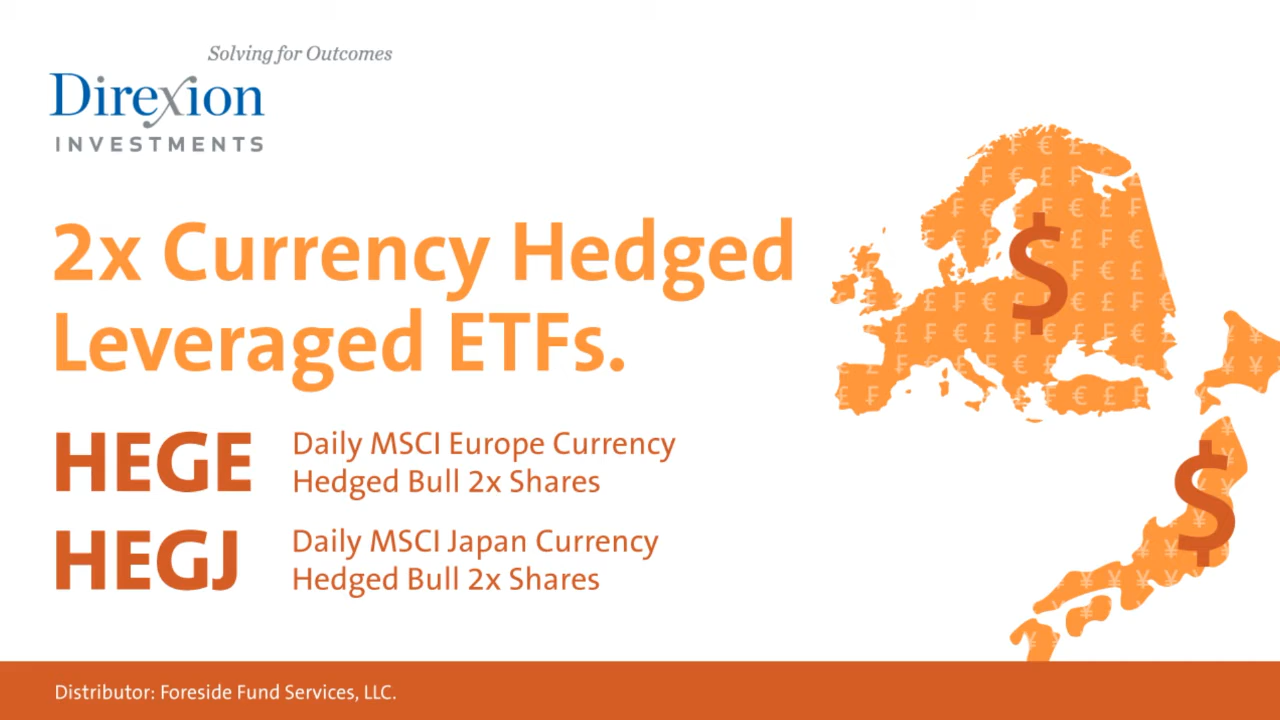 Solving for Outcomes
Direxion
INVESTMENTS
2x Currency Hedged
Leveraged ETFs.
HEGE
Daily MSCI Europe Currency
Hedged Bull 2x Shares
HEGJ
Daily MSCI Japan Currency
Hedged Bull 2x Shares
$
$
Distributor: Foreside Fund Services, LLC.